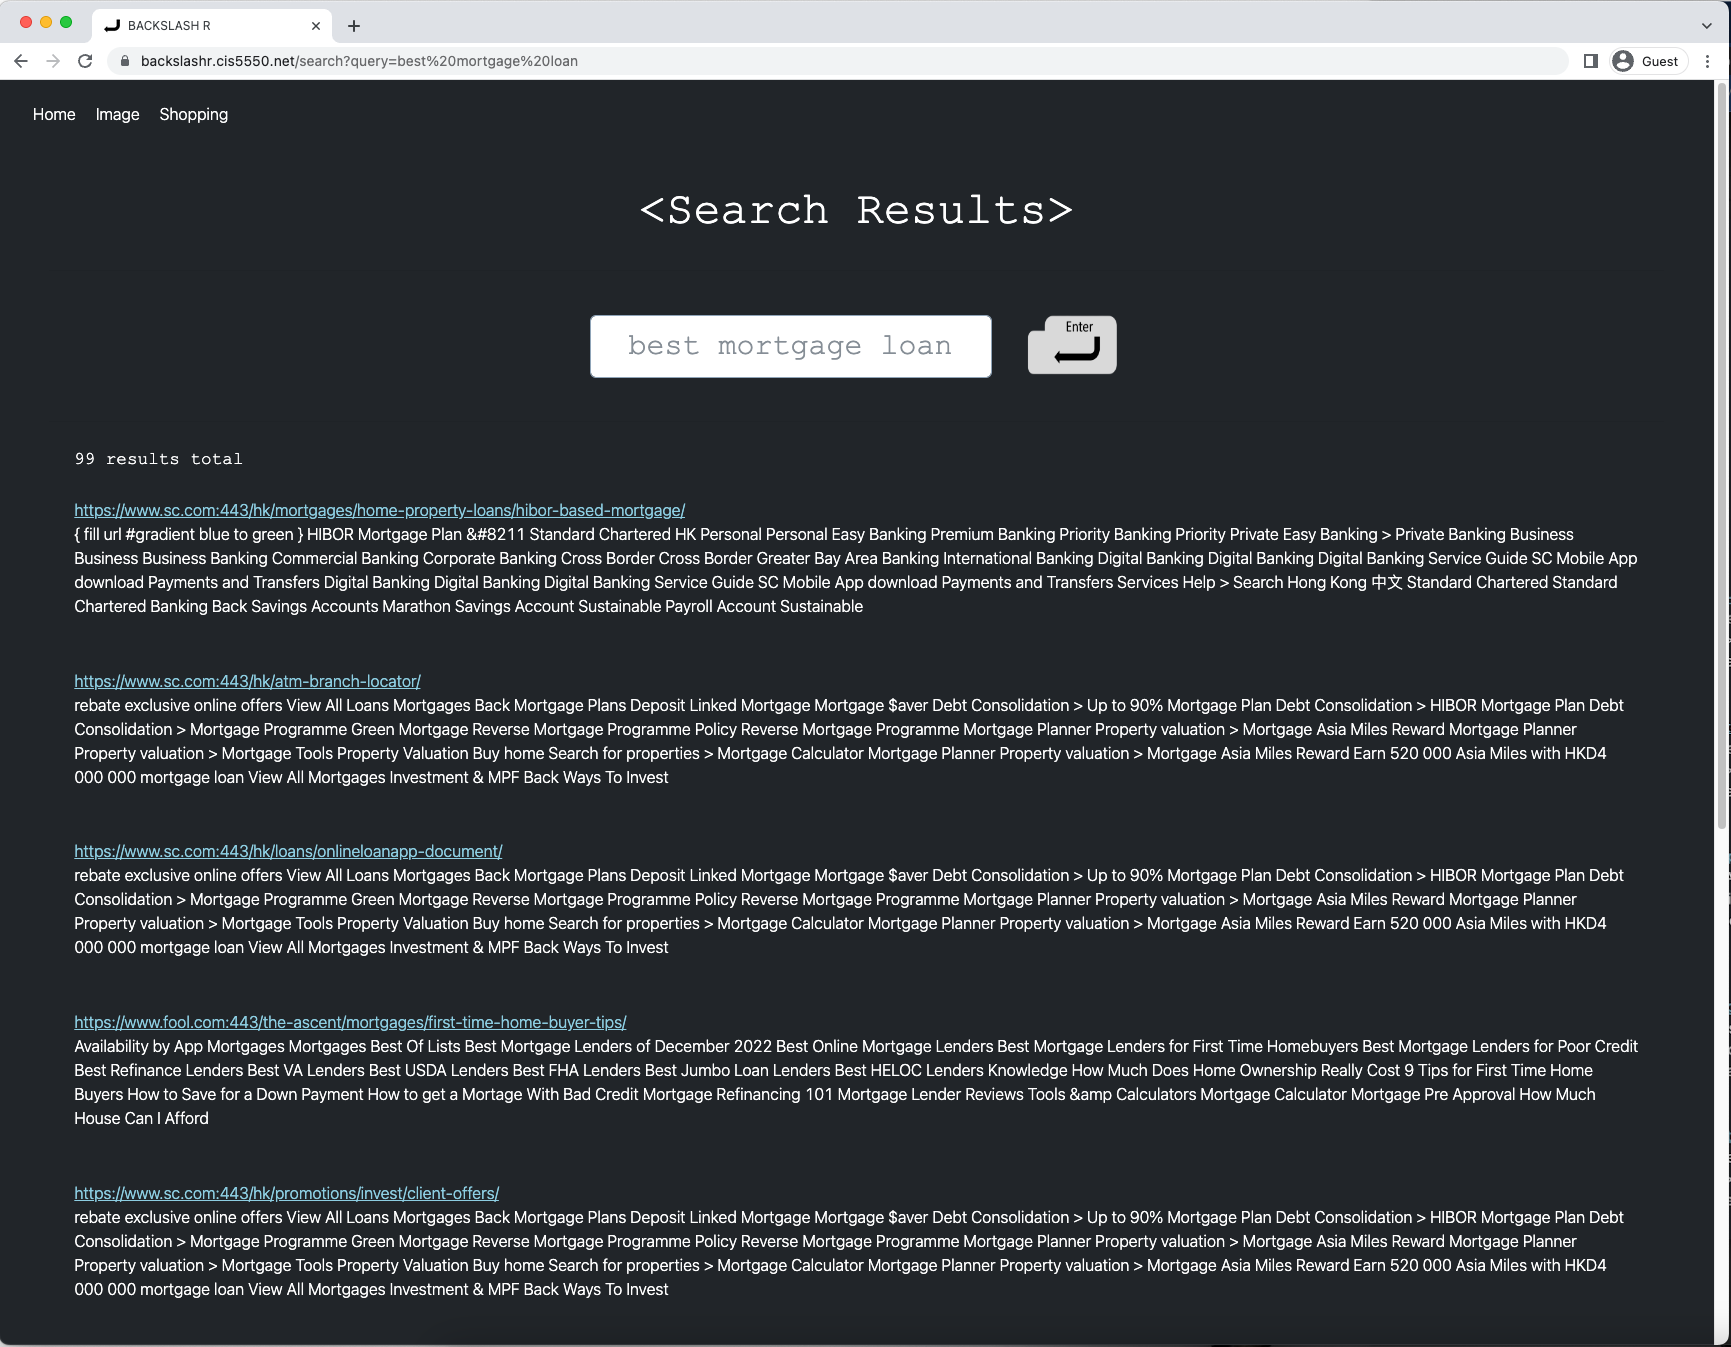 BACKSLASH R
backslashr.cis5550.net/search?query=best%20mortgage%20loan
Guest
Home Image Shopping
<Search Results>
best mortgage loan
Enter
99 results total
https://www.sc.com:443/hk/mortgages/home-property-loans/hibor-based-mortgage/
{ fill url #gradient blue to green } HIBOR Mortgage Plan &#8211 Standard Chartered HK Personal Personal Easy Banking Premium Banking Priority Banking Priority Private Easy Banking > Private Banking Business
Business Business Banking Commercial Banking Corporate Banking Cross Border Cross Border Greater Bay Area Banking International Banking Digital Banking Digital Banking Digital Banking Service Guide SC Mobile App
download Payments and Transfers Digital Banking Digital Banking Digital Banking Service Guide SC Mobile App download Payments and Transfers Services Help > Search Hong Kong 中文 Standard Chartered Standard
Chartered Banking Back Savings Accounts Marathon Savings Account Sustainable Payroll Account Sustainable
https://www.sc.com:443/hk/atm-branch-locator/
rebate exclusive online offers View All Loans Mortgages Back Mortgage Plans Deposit Linked Mortgage Mortgage $aver Debt Consolidation > Up to 90% Mortgage Plan Debt Consolidation > HIBOR Mortgage Plan Debt
Consolidation > Mortgage Programme Green Mortgage Reverse Mortgage Programme Policy Reverse Mortgage Programme Mortgage Planner Property valuation > Mortgage Asia Miles Reward Mortgage Planner
Property valuation > Mortgage Tools Property Valuation Buy home Search for properties > Mortgage Calculator Mortgage Planner Property valuation > Mortgage Asia Miles Reward Earn 520 000 Asia Miles with HKD4
000 000 mortgage loan View All Mortgages Investment & MPF Back Ways To Invest
https://www.sc.com:443/hk/loans/onlineloanapp-document/
rebate exclusive online offers View All Loans Mortgages Back Mortgage Plans Deposit Linked Mortgage Mortgage $aver Debt Consolidation > Up to 90% Mortgage Plan Debt Consolidation > HIBOR Mortgage Plan Debt
Consolidation > Mortgage Programme Green Mortgage Reverse Mortgage Programme Policy Reverse Mortgage Programme Mortgage Planner Property valuation > Mortgage Asia Miles Reward Mortgage Planner
Property valuation > Mortgage Tools Property Valuation Buy home Search for properties > Mortgage Calculator Mortgage Planner Property valuation > Mortgage Asia Miles Reward Earn 520 000 Asia Miles with HKD4
000 000 mortgage loan View All Mortgages Investment & MPF Back Ways To Invest
https://www.fool.com:443/the-ascent/mortgages/first-time-home-buyer-tips/
Availability by App Mortgages Mortgages Best Of Lists Best Mortgage Lenders of December 2022 Best Online Mortgage Lenders Best Mortgage Lenders for First Time Homebuyers Best Mortgage Lenders for Poor Credit
Best Refinance Lenders Best VA Lenders Best USDA Lenders Best FHA Lenders Best Jumbo Loan Lenders Best HELOC Lenders Knowledge How Much Does Home Ownership Really Cost 9 Tips for First Time Home
Buyers How to Save for a Down Payment How to get a Mortage With Bad Credit Mortgage Refinancing 101 Mortgage Lender Reviews Tools &amp Calculators Mortgage Calculator Mortgage Pre Approval How Much
House Can I Afford
https://www.sc.com:443/hk/promotions/invest/client-offers/
rebate exclusive online offers View All Loans Mortgages Back Mortgage Plans Deposit Linked Mortgage Mortgage $aver Debt Consolidation > Up to 90% Mortgage Plan Debt Consolidation > HIBOR Mortgage Plan Debt
Consolidation > Mortgage Programme Green Mortgage Reverse Mortgage Programme Policy Reverse Mortgage Programme Mortgage Planner Property valuation > Mortgage Asia Miles Reward Mortgage Planner
Property valuation > Mortgage Tools Property Valuation Buy home Search for properties > Mortgage Calculator Mortgage Planner Property valuation > Mortgage Asia Miles Reward Earn 520 000 Asia Miles with HKD4
000 000 mortgage loan View All Mortgages Investment & MPF Back Ways To Invest